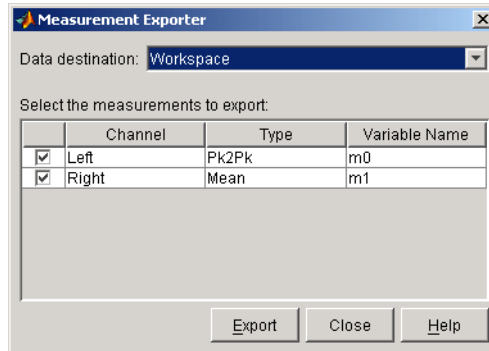 Measurement Exporter
Data destination: Workspace
Select the measurements to export:
Channel Type Variable Name
Left Pk2Pk m0
Right Mean m1
Export Close Help